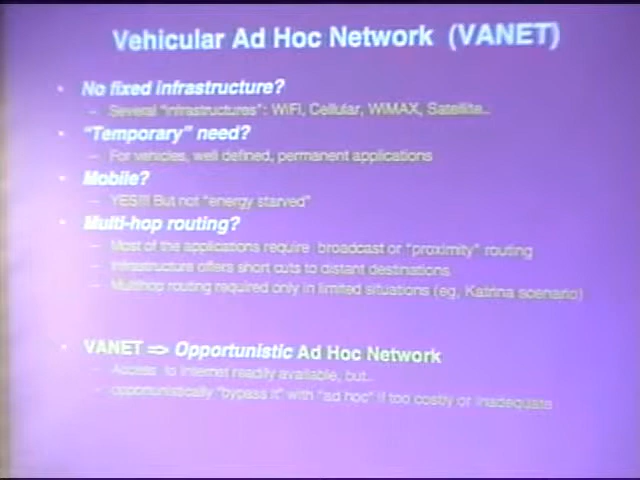 Vehicular Ad Hoc Network (VANET)
• No fixed infrastructure?
– Several "infrastructures": WiFi, Cellular, WiMAX, Satellite..
• "Temporary" need?
– For vehicles, well defined, permanent applications
• Mobile?
– YES!!! But not "energy starved"
• Multi-hop routing?
– Most of the applications require broadcast or "proximity" routing
– Infrastructure offers short cuts to distant destinations
– Multihop routing required only in limited situations (eg, Katrina scenario)
• VANET => Opportunistic Ad Hoc Network
– Access to Internet readily available, but..
– opportunistically "bypass it" with "ad hoc" if too costly or inadequate